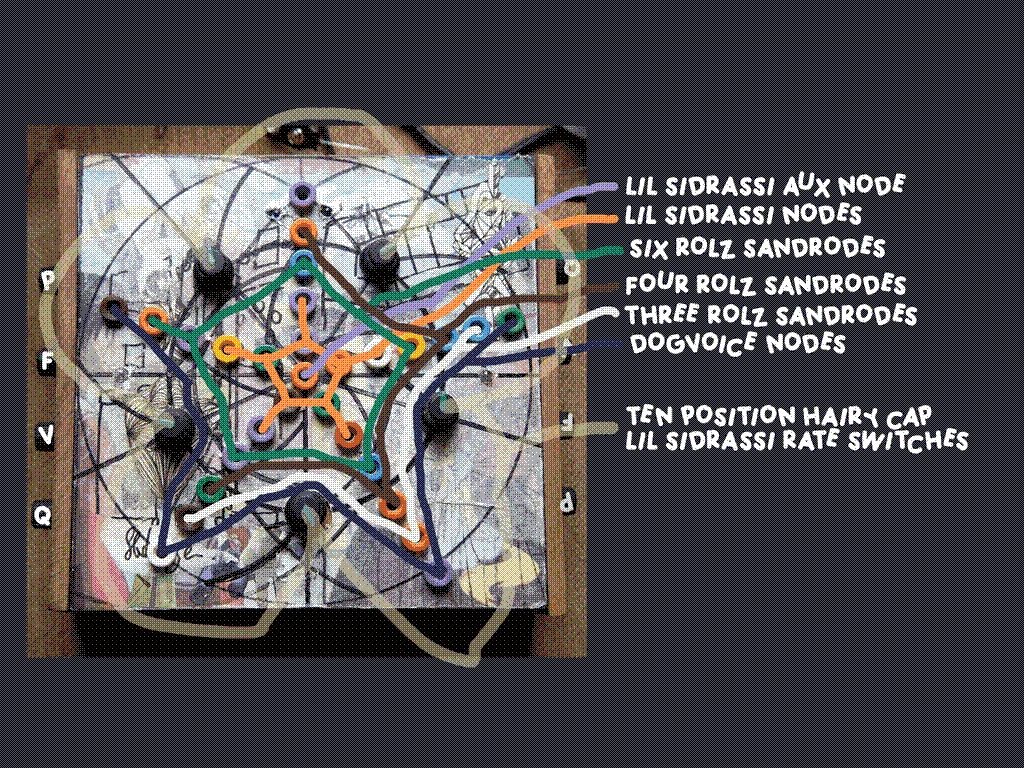 LIL SIDRASSI AUX NODE
LIL SIDRASSI NODES
SIX ROLZ SANDRODES
FOUR ROLZ SANDRODES
THREE ROLZ SANDRODES
DOGVOICE NODES
TEN POSITION HAIRY CAP
LIL SIDRASSI RATE SWITCHES
P
F
V
Q
d